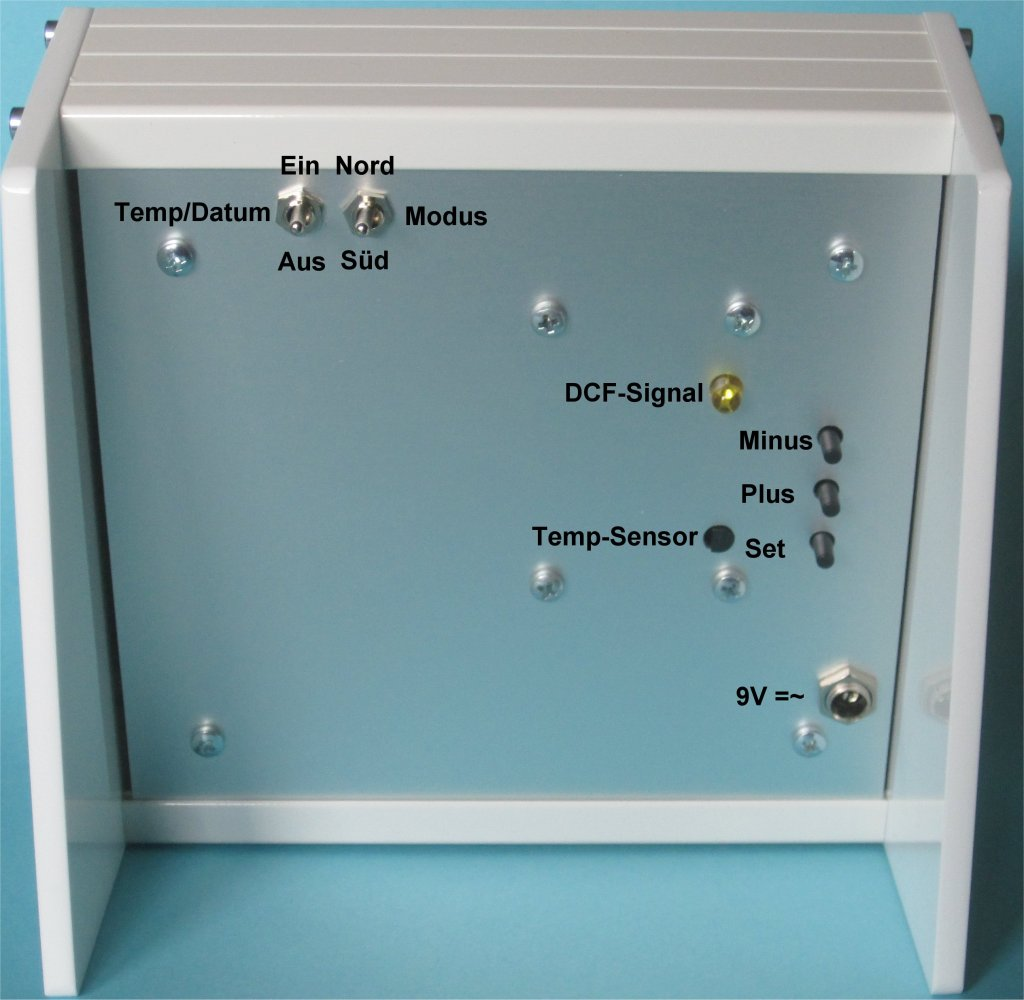 Ein Nord
Temp/Datum Modus
Aus Süd
DCF-Signal
Minus
Plus
Temp-Sensor Set
9V =~